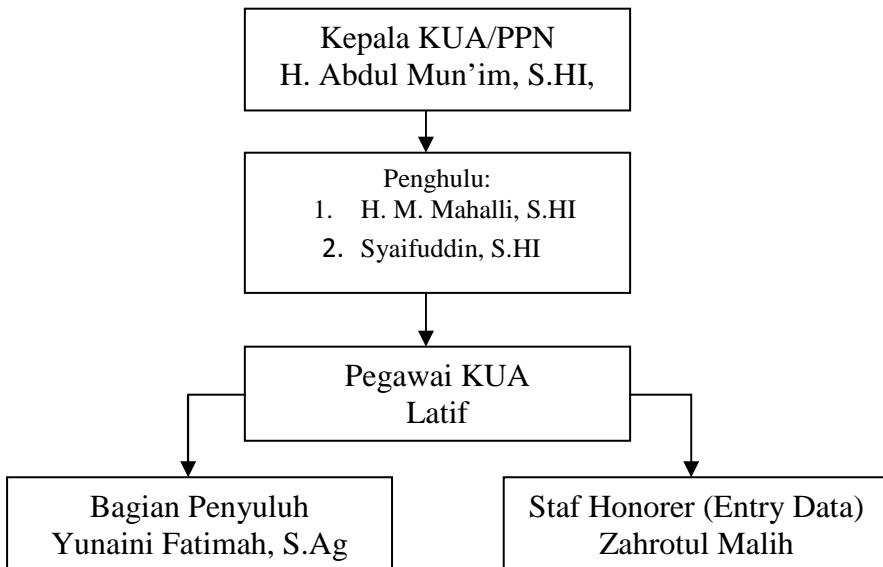 Kepala KUA/PPN
H. Abdul Mun’im, S.HI,
Penghulu:
1. H. M. Mahalli, S.HI
2. Syaifuddin, S.HI
Pegawai KUA
Latif
Bagian Penyuluh
Yunaini Fatimah, S.Ag
Staf Honorer (Entry Data)
Zahrotul Malih